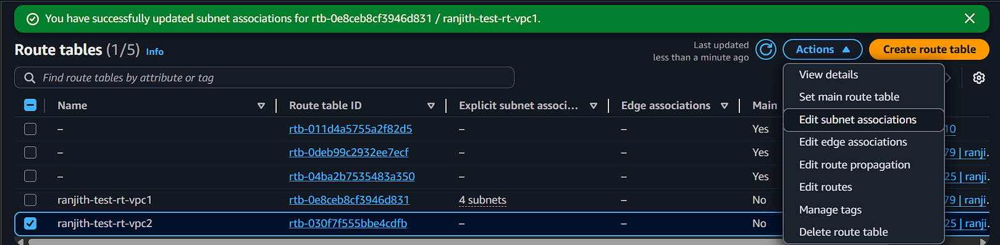 You have successfully updated subnet associations for rtb-0e8ceb8cf3946d831 / ranjith-test-rt-vpc1.
Route tables (1/5) Info
Last updated
less than a minute ago
Actions
Create route table
Find route tables by attribute or tag
View details
Set main route table
Edit subnet associations
Edit edge associations
Edit route propagation
Edit routes
Manage tags
Delete route table
Name Route table ID Explicit subnet associ... Edge associations Main
– rtb-011d4a5755a2f82d5 – – Yes 10
– rtb-0deb99c2932ee7ecf – – Yes 79 | ranji.
– rtb-04ba2b7535483a350 – – Yes 25 | ranji.
ranjith-test-rt-vpc1 rtb-0e8ceb8cf3946d831 4 subnets – No 79 | ranji.
ranjith-test-rt-vpc2 rtb-030f7f555bbe4cdfb – – No 25 | ranji.